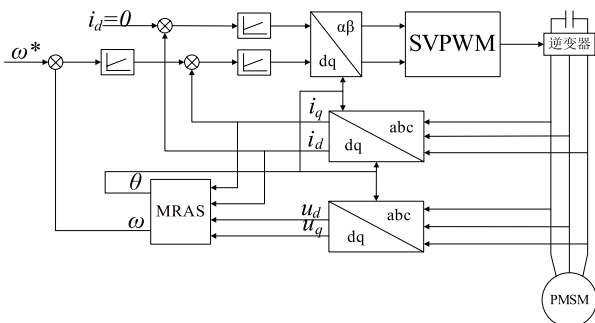 i_d=0
ω*
αβ
dq
SVPWM
逆变器
i_q
abc
i_d
dq
θ
MRAS
ω
u_d
u_q
abc
dq
PMSM